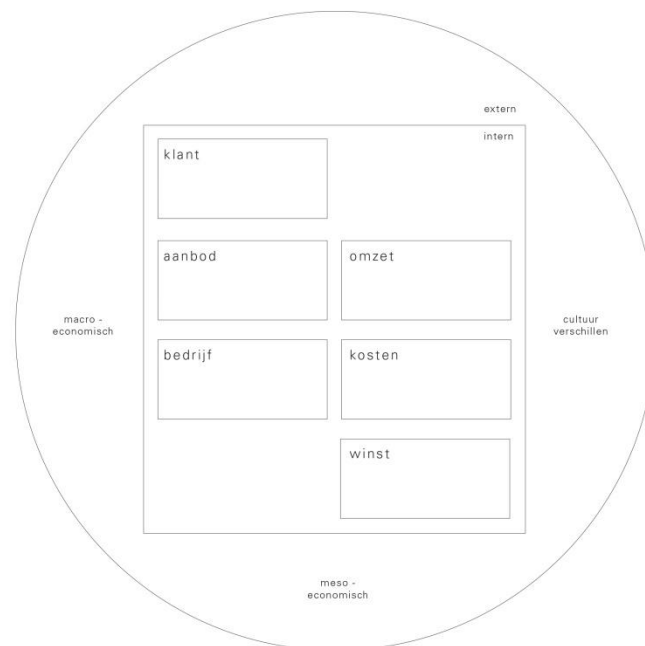 extern
intern
klant
aanbod
omzet
macro -
economisch
cultuur
verschillen
bedrijf
kosten
winst
meso -
economisch